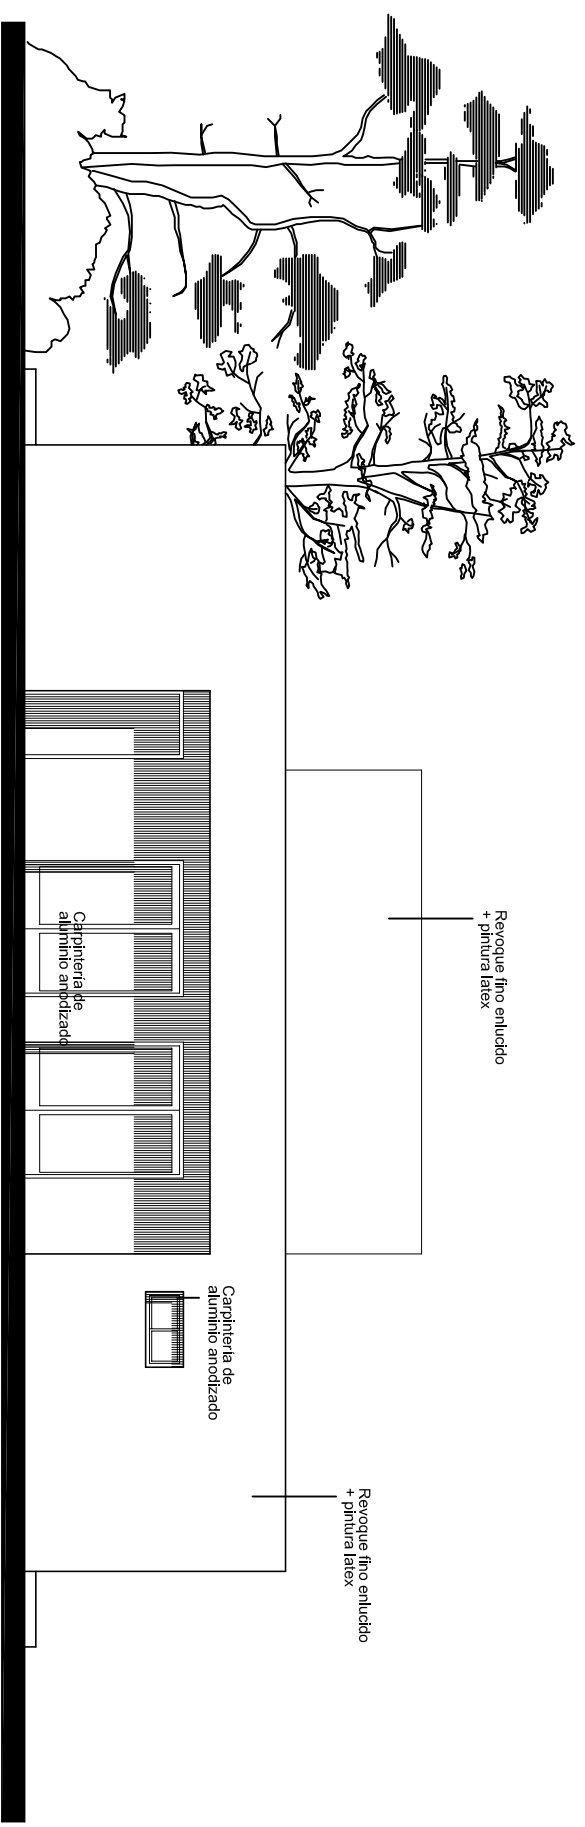 Revoque fino enlucido
+ pintura latex
Carpintería de
aluminio anodizado
Carpintería de
aluminio anodizado
Revoque fino enlucido
+ pintura latex